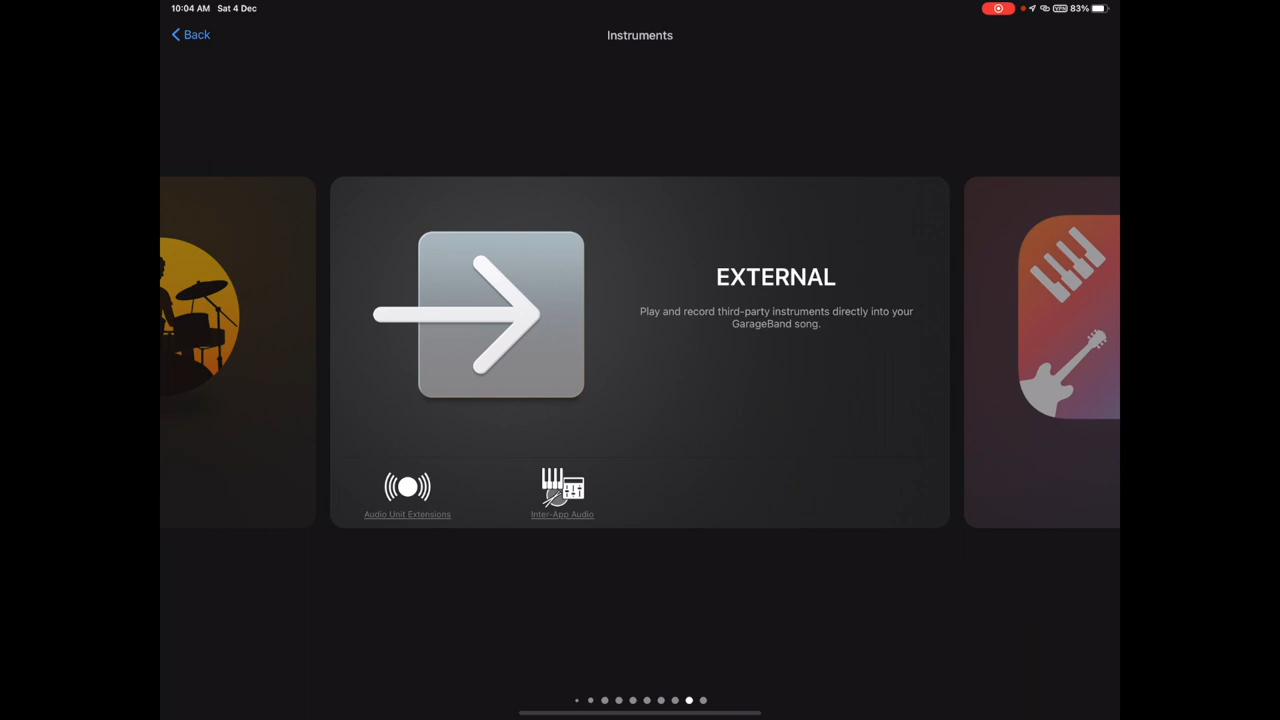 10:04 AM Sat 4 Dec
VPN 83%
Back
Instruments
EXTERNAL
Play and record third-party instruments directly into your
GarageBand song.
Audio Unit Extensions
Inter-App Audio